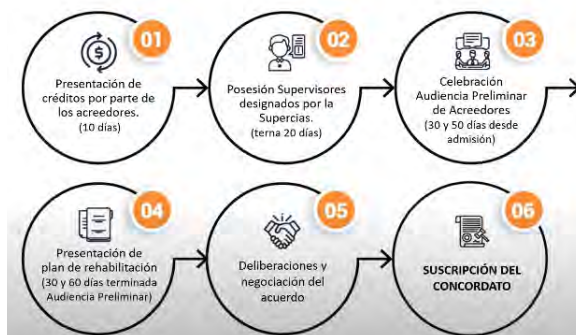 01
Presentación de
créditos por parte de
los acreedores.
(10 días)
02
Posesión Supervisores
designados por la
Supercias.
(terna 20 días)
03
Celebración
Audiencia Preliminar
de Acreedores
(30 y 50 días desde
admisión)
04
Presentación de
plan de rehabilitación
(30 y 60 días terminada
Audiencia Preliminar)
05
Deliberaciones y
negociación del
acuerdo
06
SUSCRIPCIÓN DEL
CONCORDATO